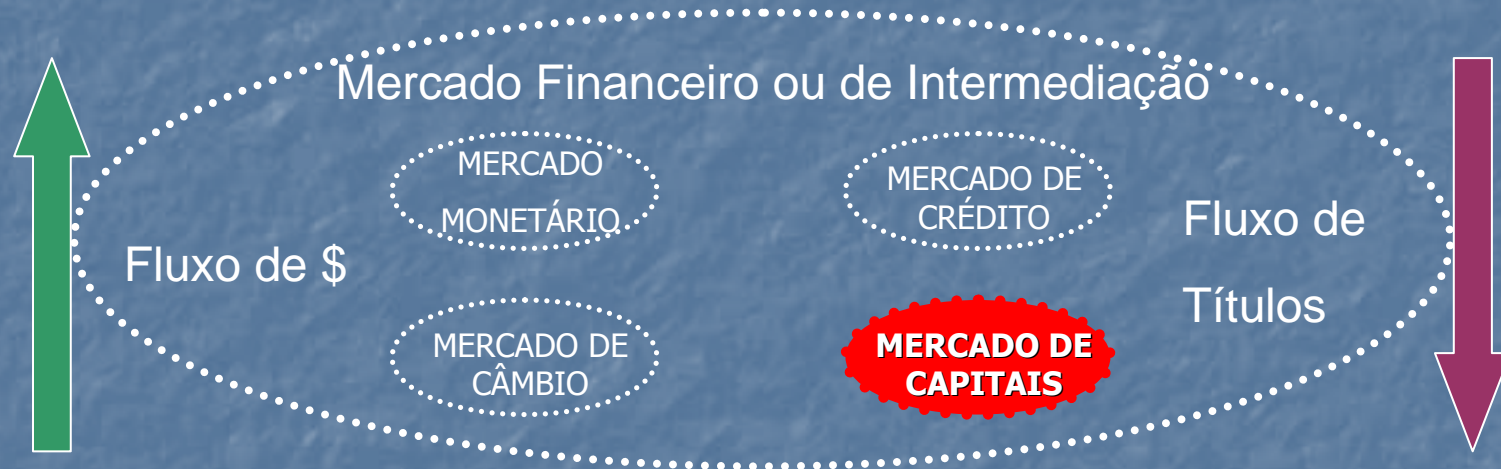 Mercado Financeiro ou de Intermediação
MERCADO
MONETÁRIO
MERCADO DE
CRÉDITO
Fluxo de $
Fluxo de
Títulos
MERCADO DE
CÂMBIO
MERCADO DE
CAPITAIS